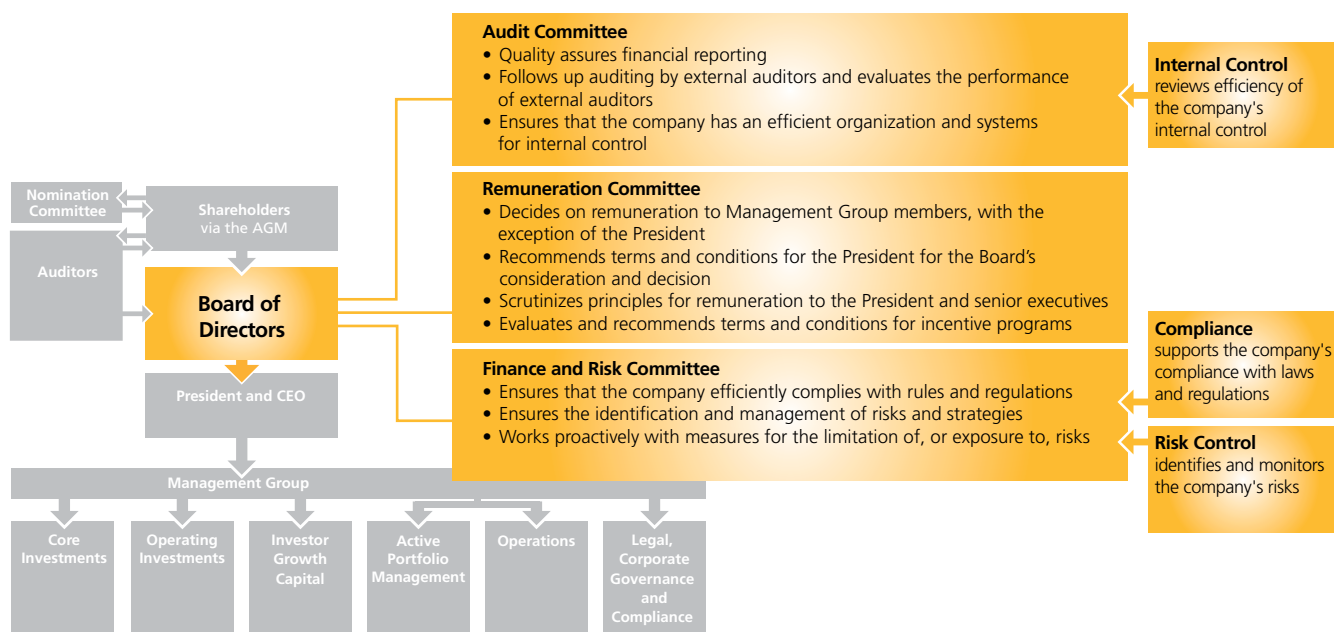 Audit Committee
• Quality assures financial reporting
• Follows up auditing by external auditors and evaluates the performance
of external auditors
• Ensures that the company has an efficient organization and systems
for internal control
Internal Control
reviews efficiency of
the company's
internal control
Remuneration Committee
• Decides on remuneration to Management Group members, with the
exception of the President
• Recommends terms and conditions for the President for the Board’s
consideration and decision
• Scrutinizes principles for remuneration to the President and senior executives
• Evaluates and recommends terms and conditions for incentive programs
Nomination
Committee
Shareholders
via the AGM
Auditors
Board of
Directors
President and CEO
Finance and Risk Committee
• Ensures that the company efficiently complies with rules and regulations
• Ensures the identification and management of risks and strategies
• Works proactively with measures for the limitation of, or exposure to, risks
Compliance
supports the company's
compliance with laws
and regulations
Risk Control
identifies and monitors
the company's risks
Management Group
Core
Investments
Operating
Investments
Investor
Growth
Capital
Active
Portfolio
Management
Operations
Legal,
Corporate
Governance
and
Compliance